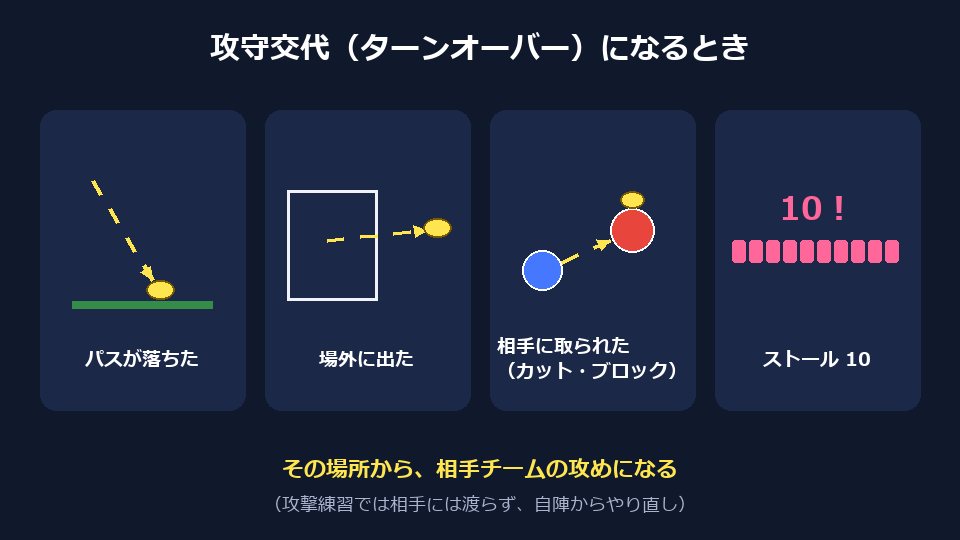 攻守交代（ターンオーバー）になるとき
パスが落ちた
場外に出た
相手に取られた
（カット・ブロック）
10！
ストール 10
その場所から、相手チームの攻めになる
（攻撃練習では相手には渡らず、自陣からやり直し）